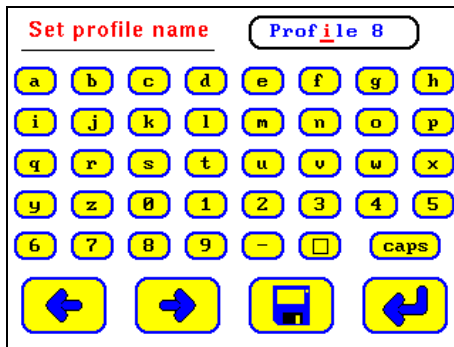 Set profile name Profile 8
a b c d e f g h
i j k l m n o p
q r s t u v w x
y z 0 1 2 3 4 5
6 7 8 9 - □ caps